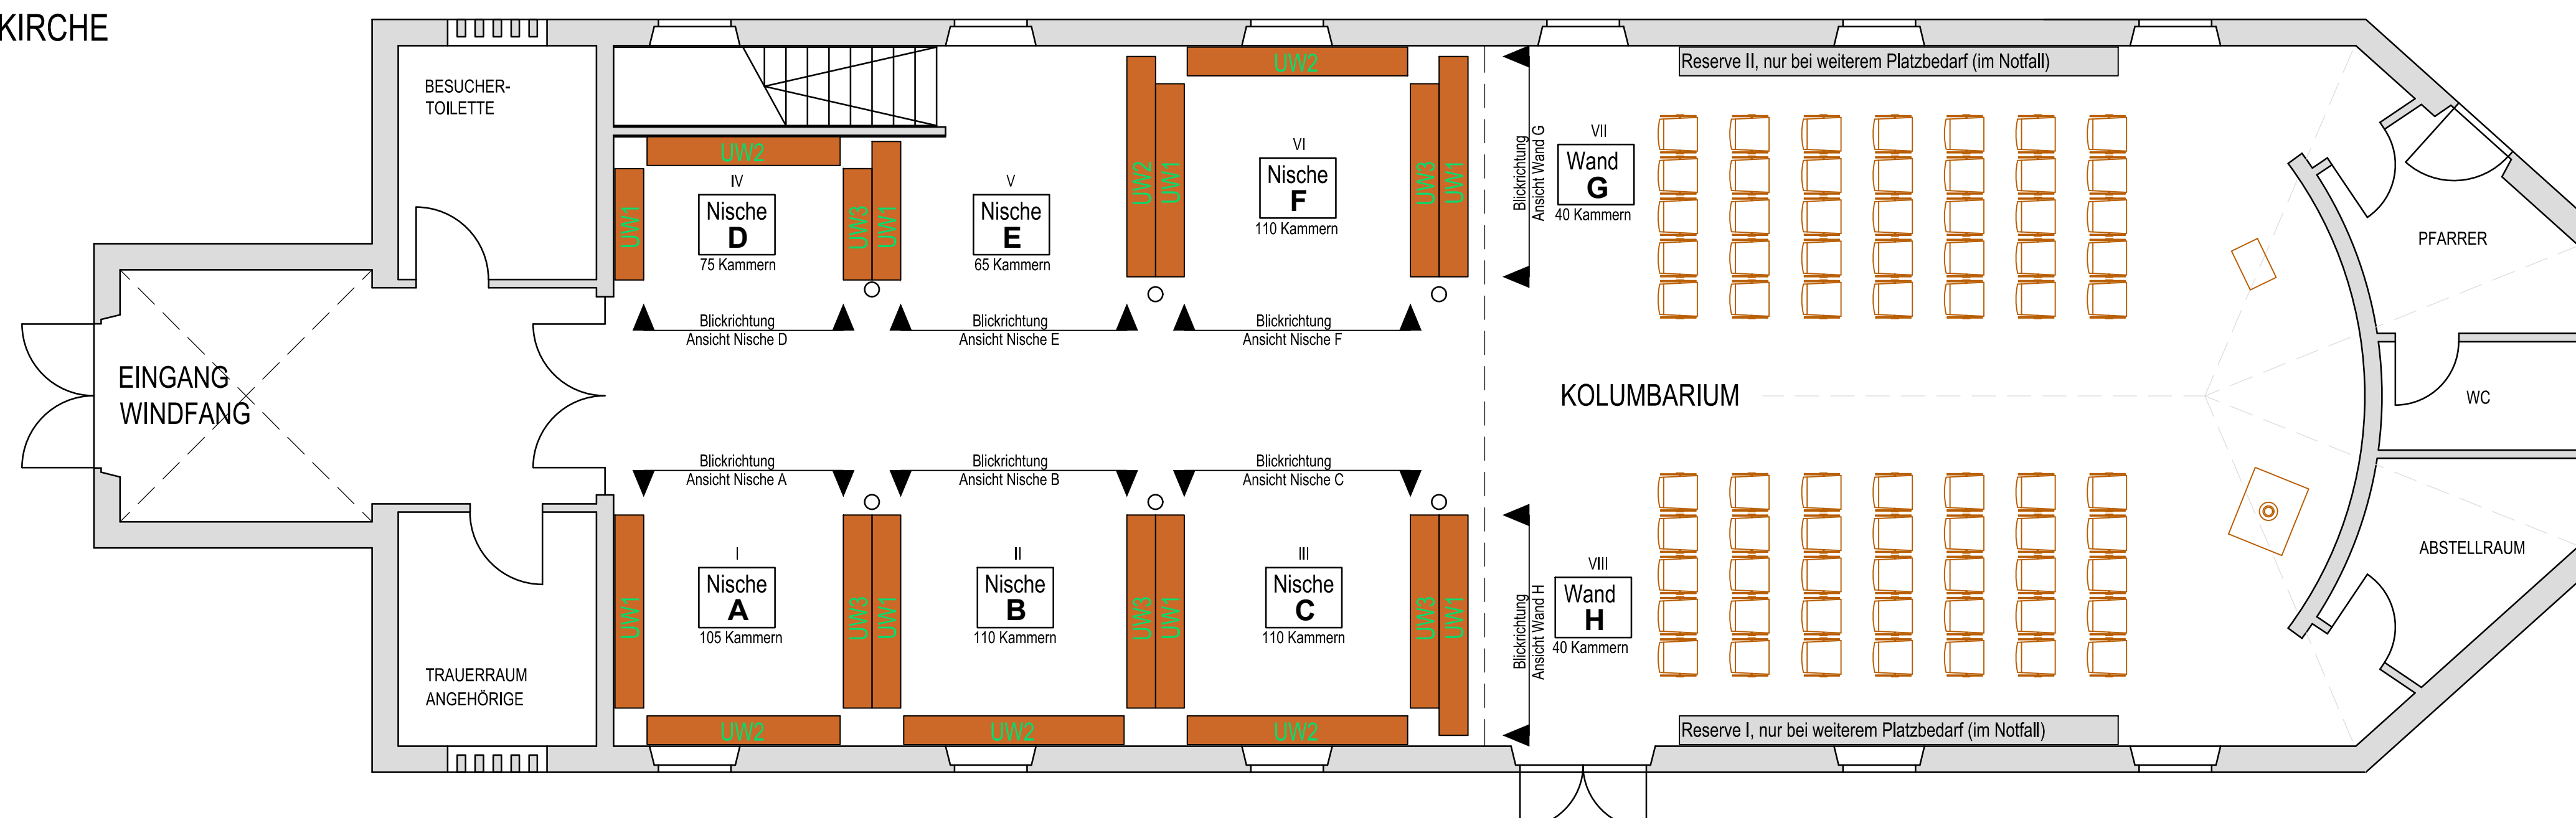 KIRCHE
BESUCHER-
TOILETTE
EINGANG
WINDFANG
TRAUERRAUM
ANGEHÖRIGE
UW2
UW1
IV
Nische
D
75 Kammern
UW3
UW1
V
Nische
E
65 Kammern
UW2
UW1
UW2
VI
Nische
F
110 Kammern
UW3
UW1
Blickrichtung
Ansicht Nische D
Blickrichtung
Ansicht Nische E
Blickrichtung
Ansicht Nische F
Blickrichtung
Ansicht Nische A
Blickrichtung
Ansicht Nische B
Blickrichtung
Ansicht Nische C
UW1
I
Nische
A
105 Kammern
UW2
UW3
UW1
II
Nische
B
110 Kammern
UW2
UW3
UW1
III
Nische
C
110 Kammern
UW2
UW3
UW1
Blickrichtung
Ansicht Wand G
VII
Wand
G
40 Kammern
Reserve II, nur bei weiterem Platzbedarf (im Notfall)
KOLUMBARIUM
Blickrichtung
Ansicht Wand H
VIII
Wand
H
40 Kammern
Reserve I, nur bei weiterem Platzbedarf (im Notfall)
PFARRER
WC
ABSTELLRAUM